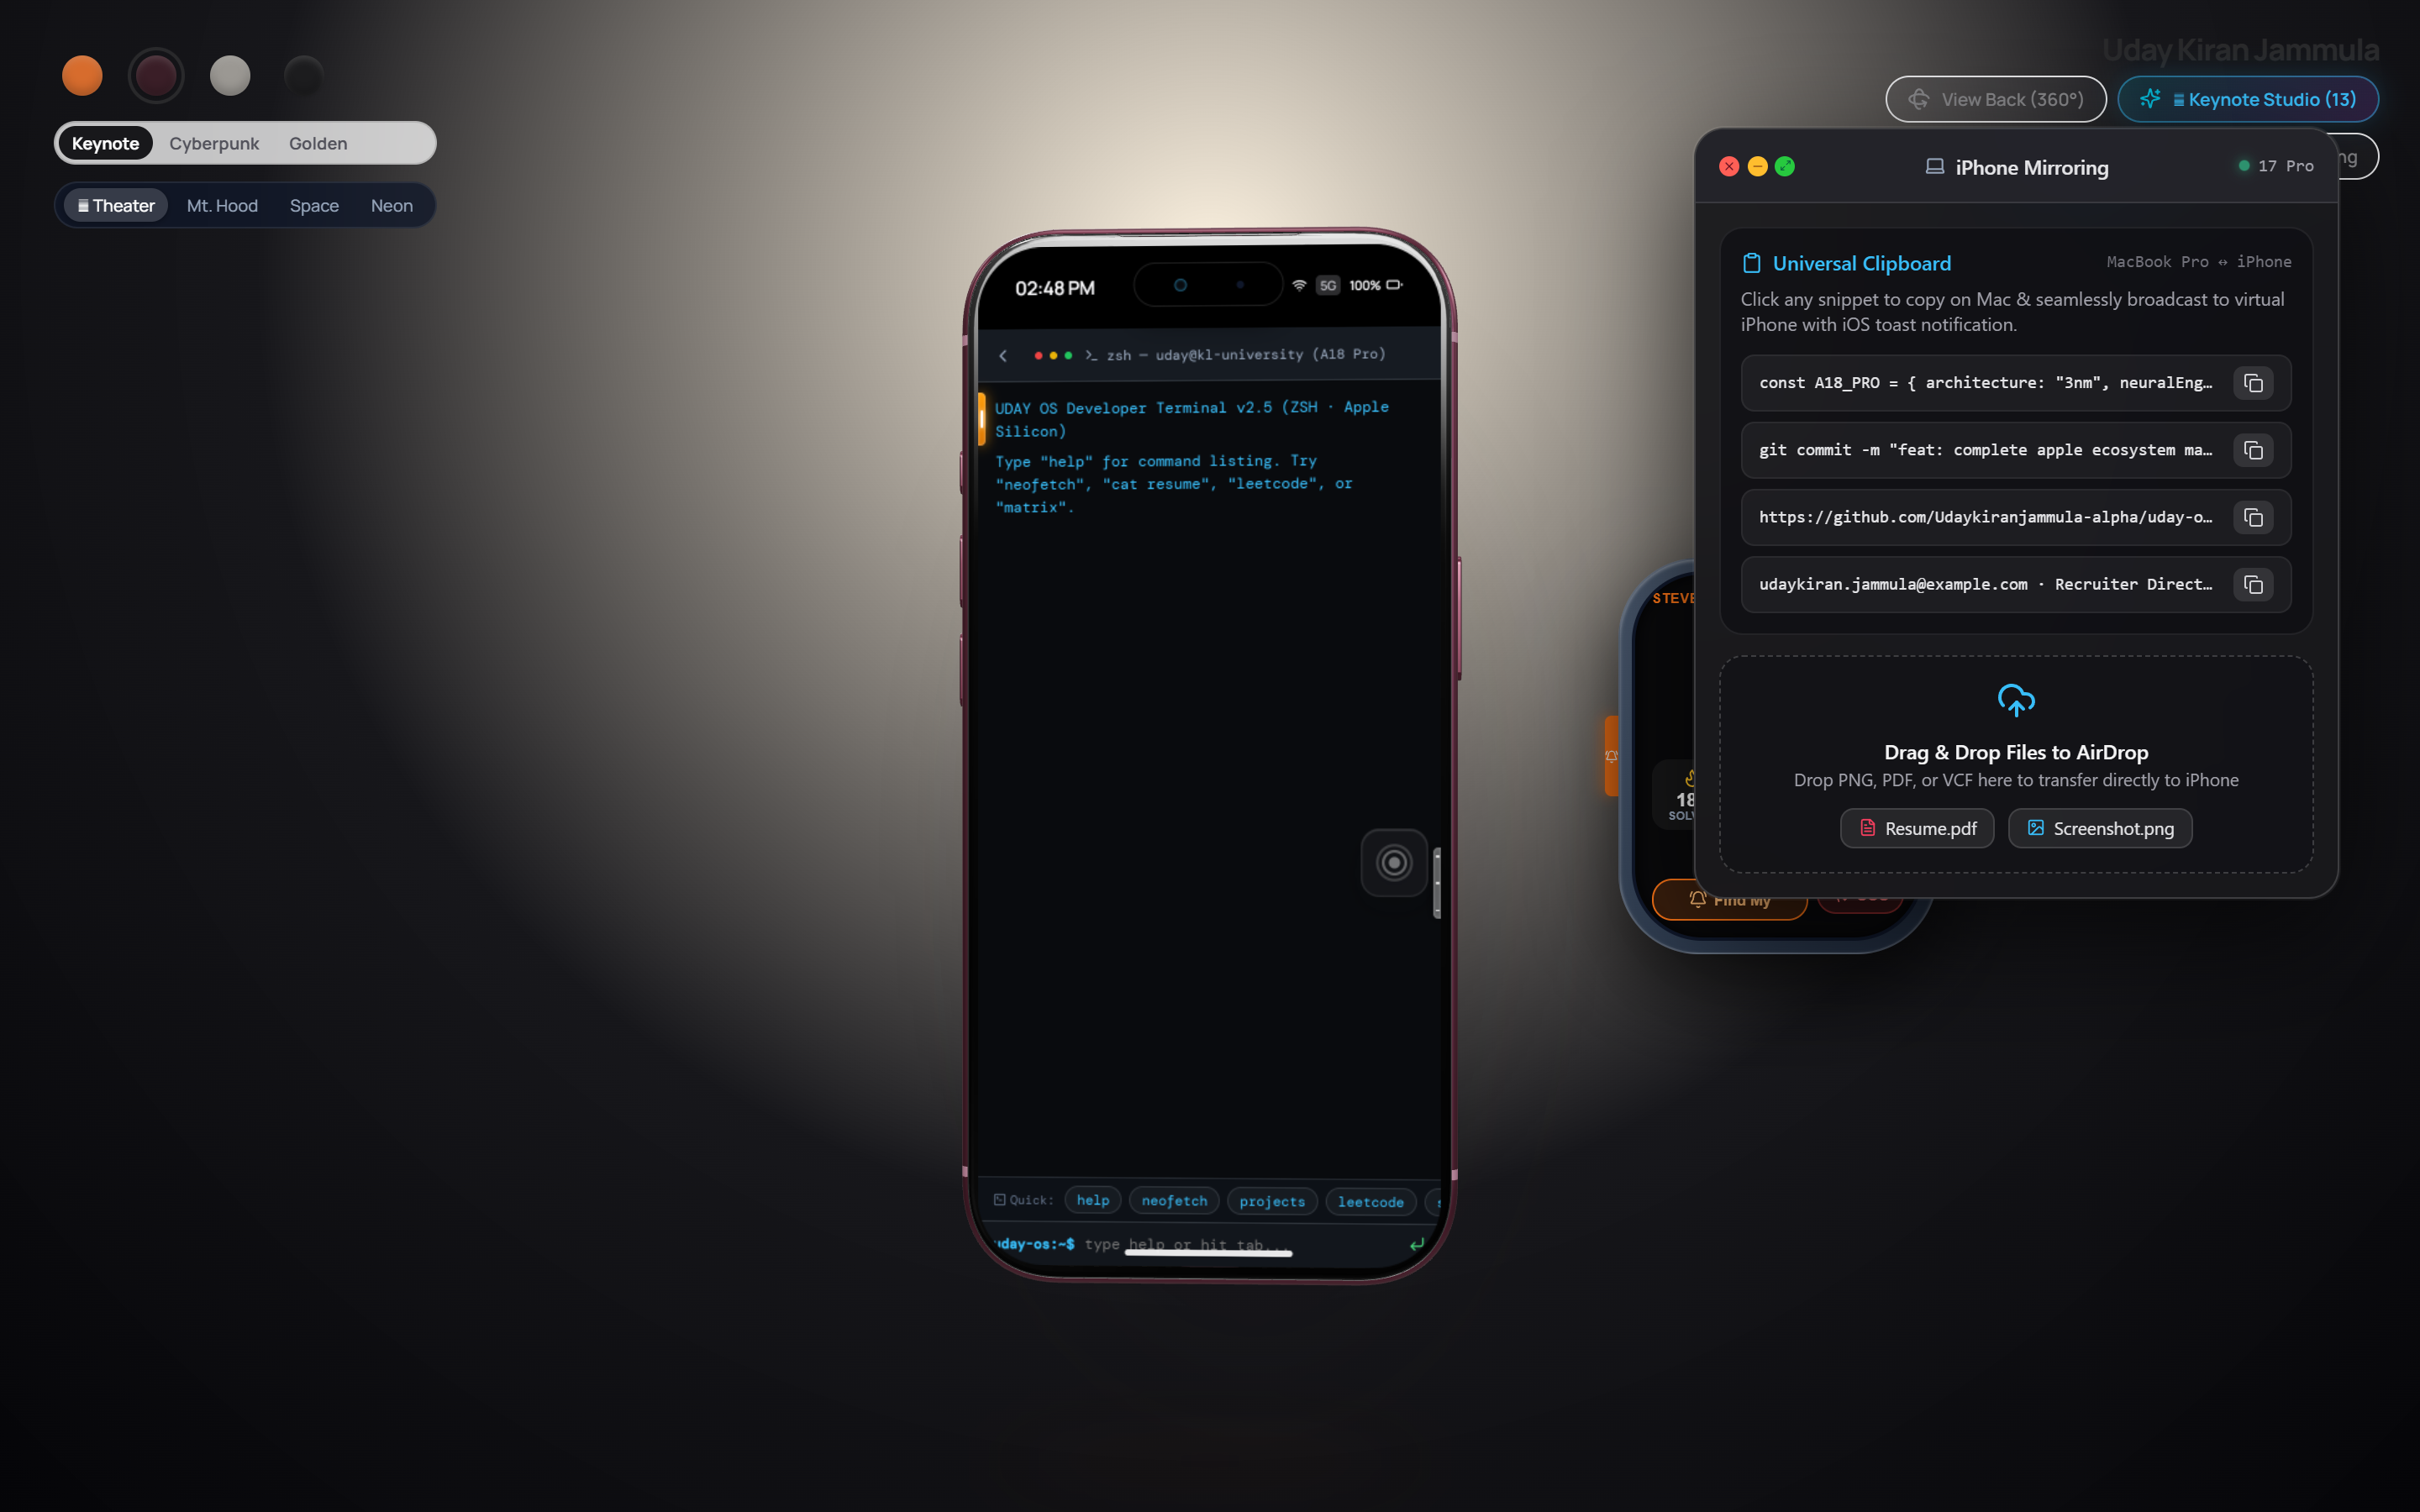 Uday Kiran Jammula
View Back (360°)
Keynote Studio (13)
Keynote Cyberpunk Golden
Theater Mt. Hood Space Neon
iPhone Mirroring
17 Pro
Universal Clipboard
MacBook Pro ↔ iPhone
Click any snippet to copy on Mac & seamlessly broadcast to virtual
iPhone with iOS toast notification.
const A18_PRO = { architecture: "3nm", neuralEng…
git commit -m "feat: complete apple ecosystem ma…
https://github.com/Udaykiranjammula-alpha/uday-o…
udaykiran.jammula@example.com · Recruiter Direct…
Drag & Drop Files to AirDrop
Drop PNG, PDF, or VCF here to transfer directly to iPhone
Resume.pdf
Screenshot.png
02:48 PM
5G
100%
>_ zsh — uday@kl-university (A18 Pro)
UDAY OS Developer Terminal v2.5 (ZSH · Apple
Silicon)
Type "help" for command listing. Try
"neofetch", "cat resume", "leetcode", or
"matrix".
Quick: help neofetch projects leetcode
uday-os:~$ type help or hit tab...
Find My